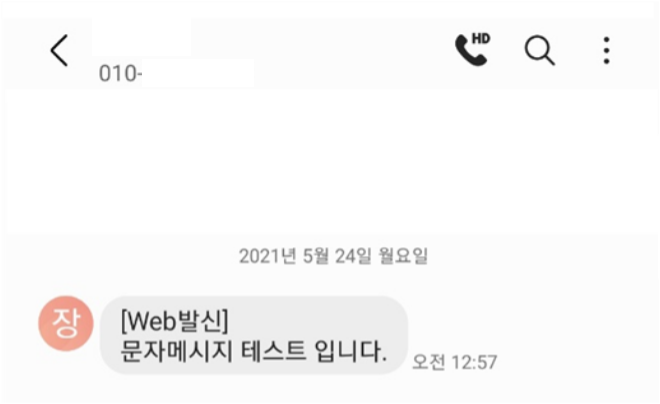 HD
010-
2021년 5월 24일 월요일
장
[Web발신]
문자메시지 테스트 입니다.
오전 12:57